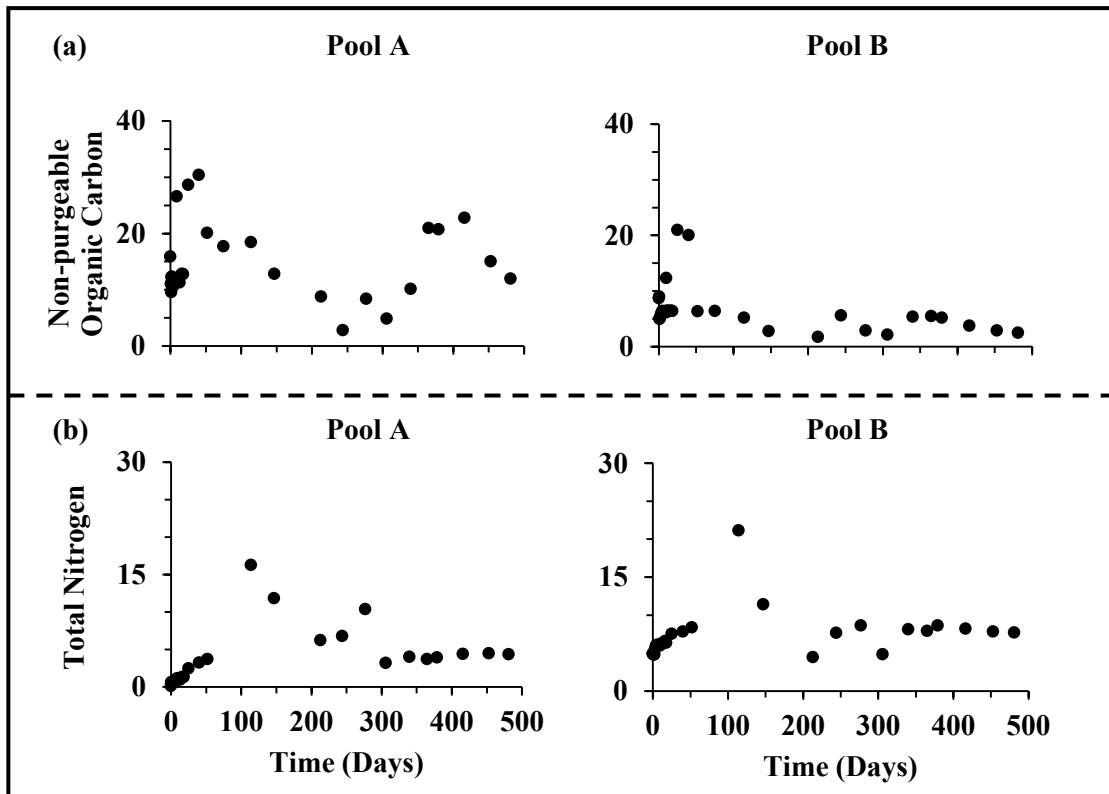 (a)
Pool A
Pool B
Non-purgeable
Organic Carbon
40
20
0
40
20
0
(b)
Pool A
Pool B
Total Nitrogen
30
15
0
0 100 200 300 400 500
Time (Days)
30
15
0
0 100 200 300 400 500
Time (Days)